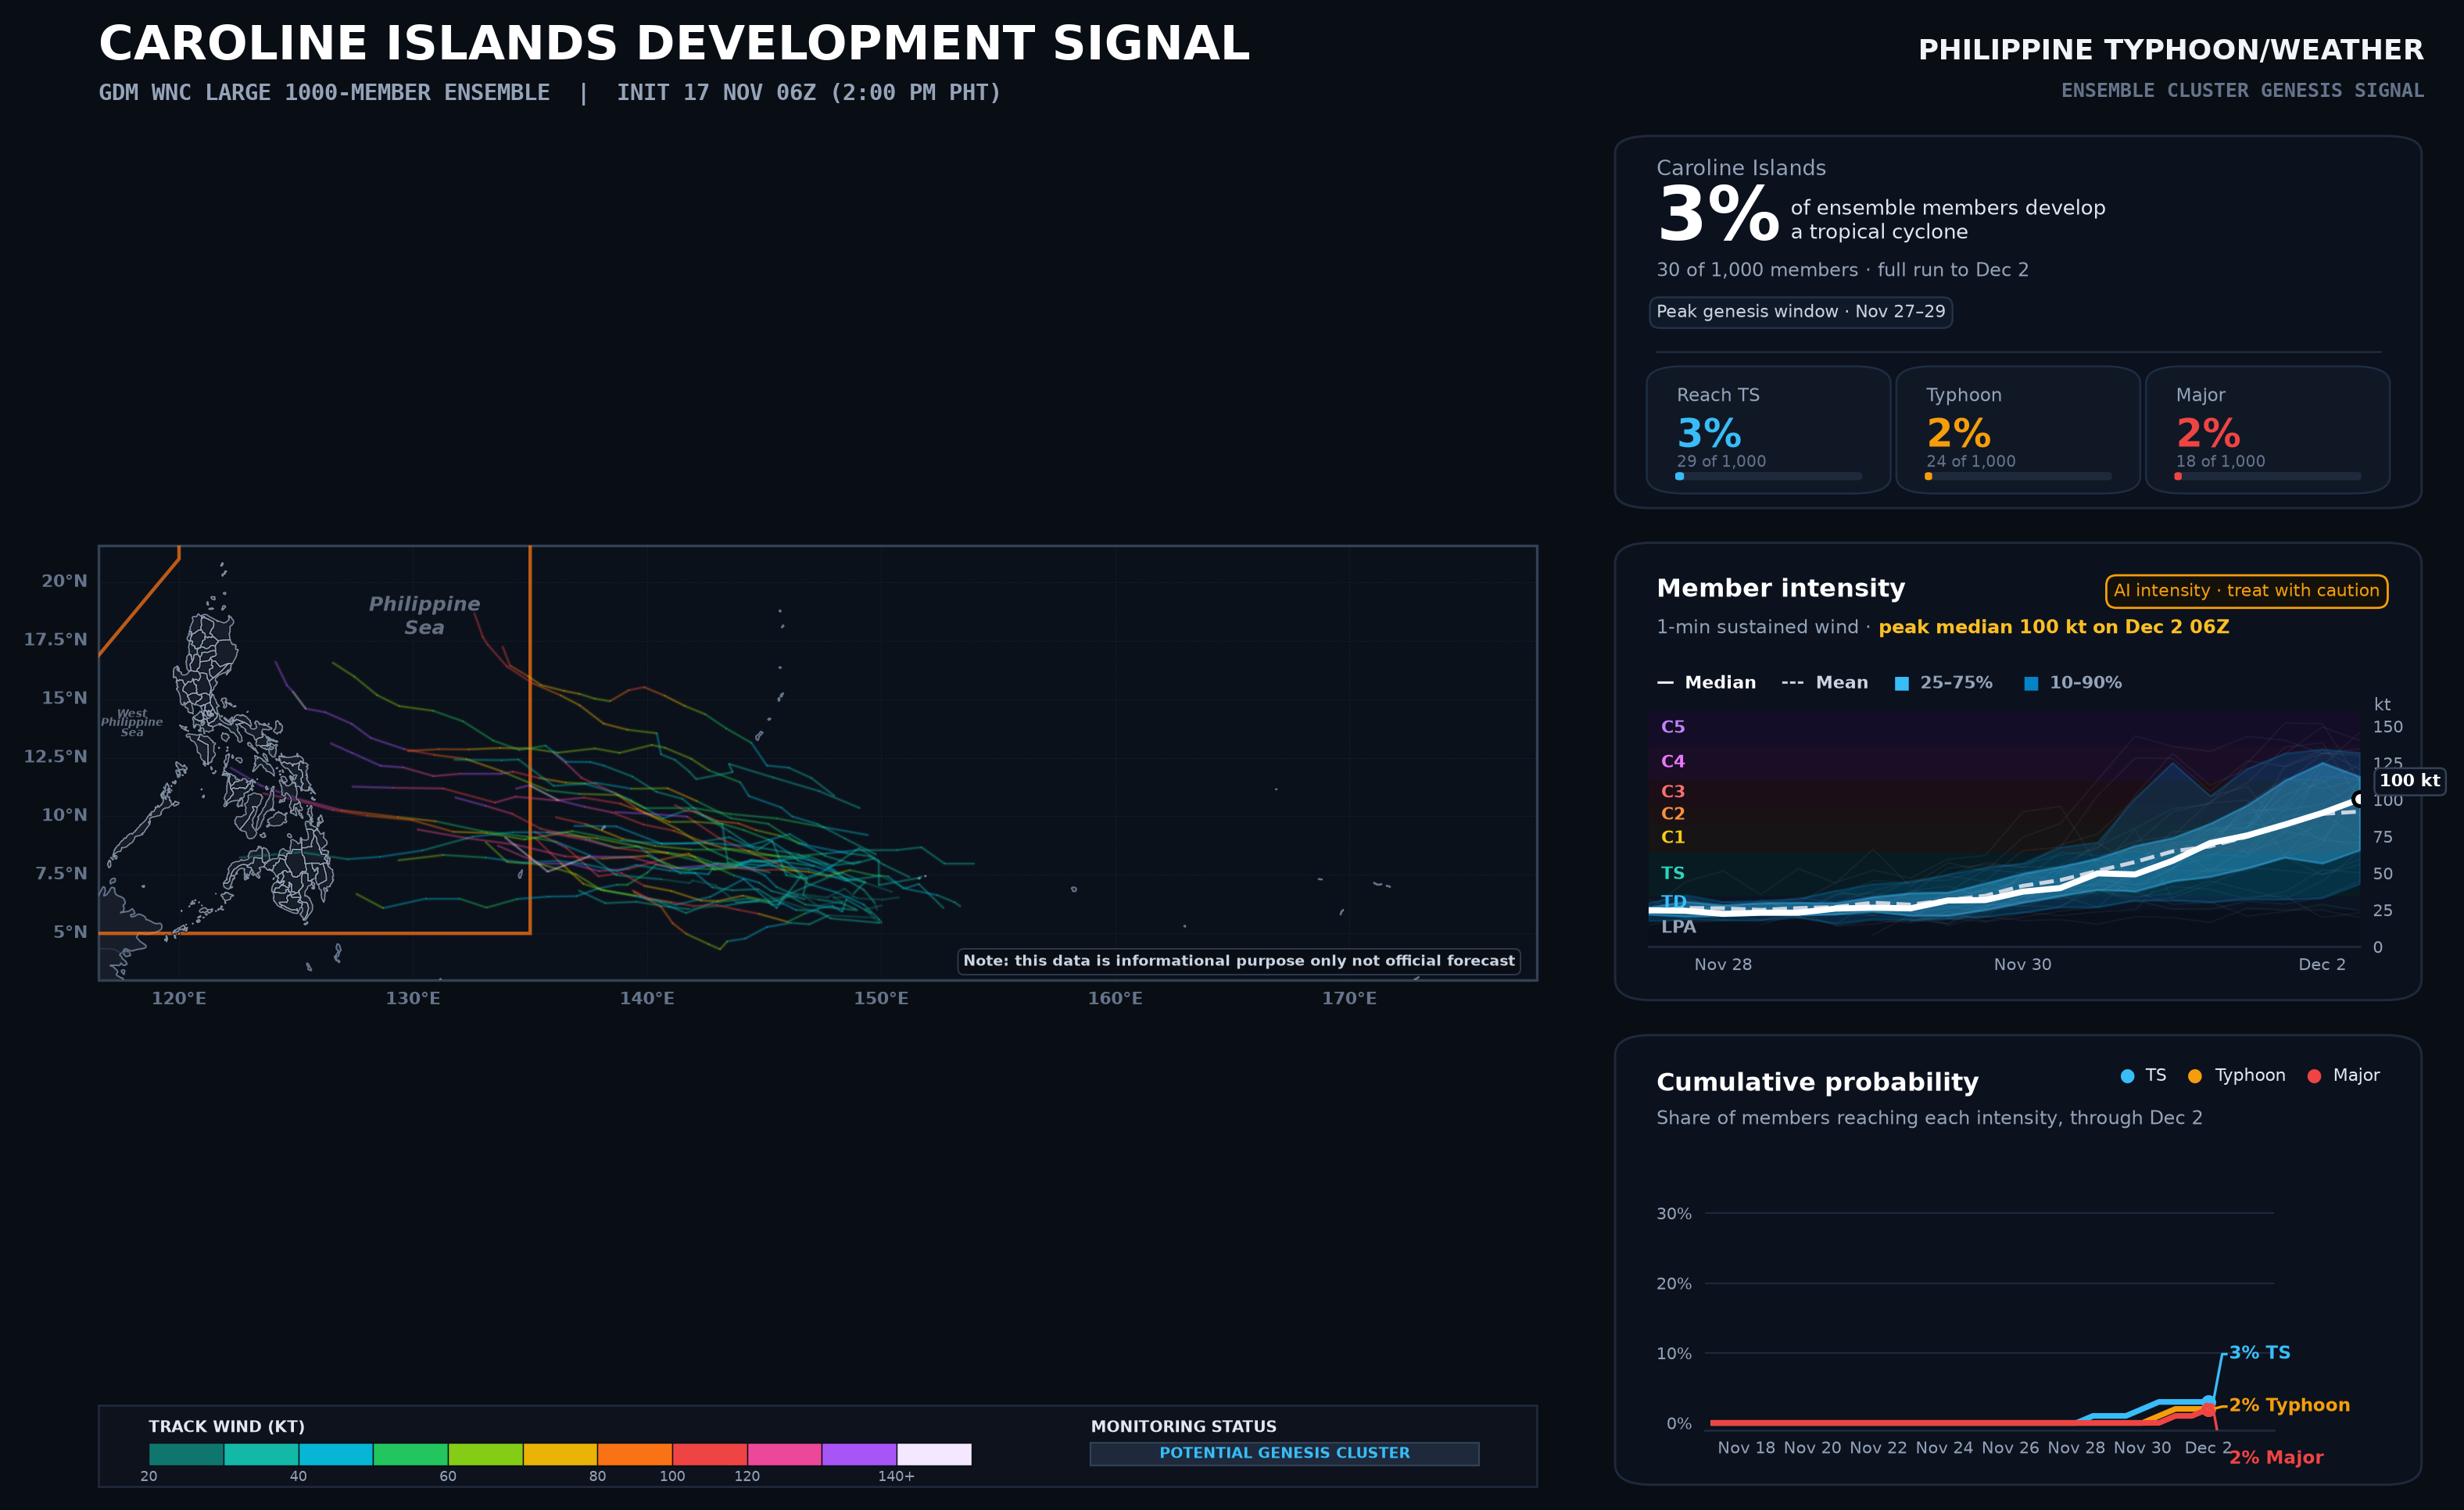 CAROLINE ISLANDS DEVELOPMENT SIGNAL
GDM WNC LARGE 1000-MEMBER ENSEMBLE | INIT 17 NOV 06Z (2:00 PM PHT)
PHILIPPINE TYPHOON/WEATHER
ENSEMBLE CLUSTER GENESIS SIGNAL
Caroline Islands
3% of ensemble members develop
a tropical cyclone
30 of 1,000 members · full run to Dec 2
Peak genesis window · Nov 27–29
Reach TS
3%
29 of 1,000
Typhoon
2%
24 of 1,000
Major
2%
18 of 1,000
20°N
17.5°N
15°N
12.5°N
10°N
7.5°N
5°N
Philippine
Sea
West
Philippine
Sea
Note: this data is informational purpose only not official forecast
120°E
130°E
140°E
150°E
160°E
170°E
Member intensity
AI intensity · treat with caution
1-min sustained wind · peak median 100 kt on Dec 2 06Z
Median
Mean
25–75%
10–90%
kt
C5
C4
C3
C2
C1
TS
TD
LPA
150
125
100
75
50
25
0
100 kt
Nov 28
Nov 30
Dec 2
Cumulative probability
TS
Typhoon
Major
Share of members reaching each intensity, through Dec 2
30%
20%
10%
0%
3% TS
2% Typhoon
2% Major
Nov 18
Nov 20
Nov 22
Nov 24
Nov 26
Nov 28
Nov 30
Dec 2
TRACK WIND (KT)
20
40
60
80
100
120
140+
MONITORING STATUS
POTENTIAL GENESIS CLUSTER